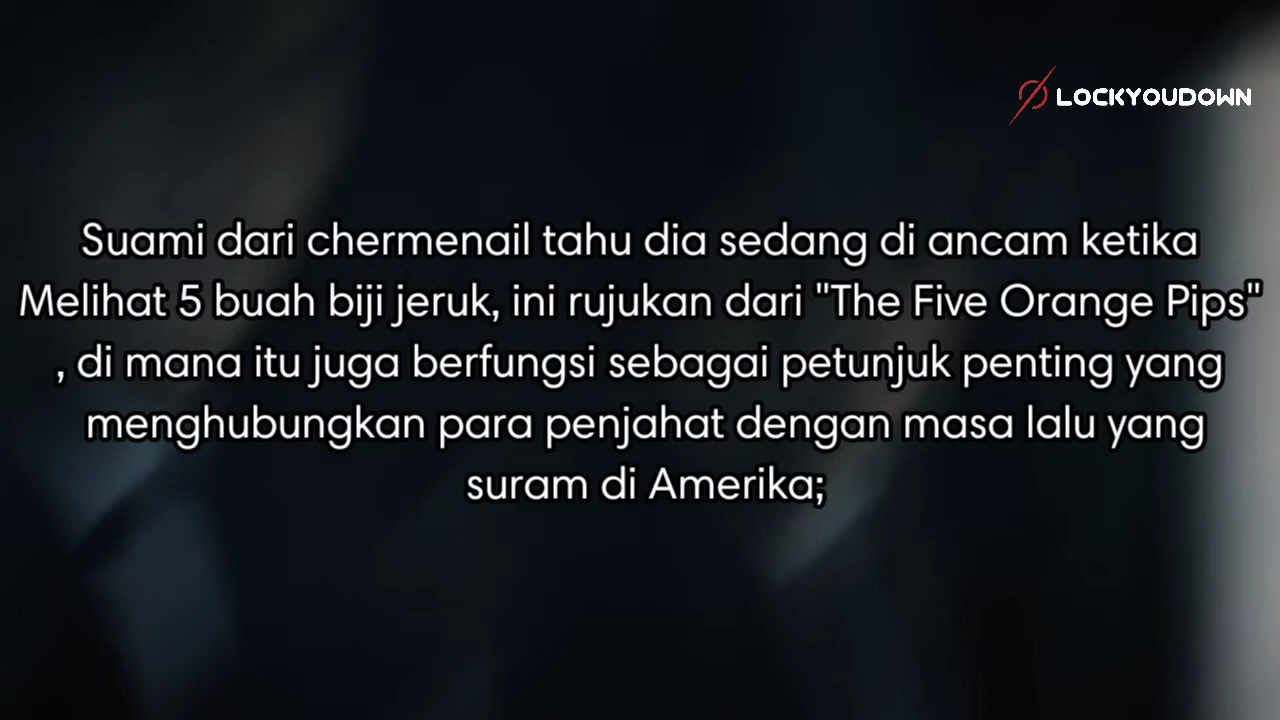 LOCKYOUDOWN
Suami dari chermenail tahu dia sedang di ancam ketika
Melihat 5 buah biji jeruk, ini rujukan dari "The Five Orange Pips"
, di mana itu juga berfungsi sebagai petunjuk penting yang
menghubungkan para penjahat dengan masa lalu yang
suram di Amerika;